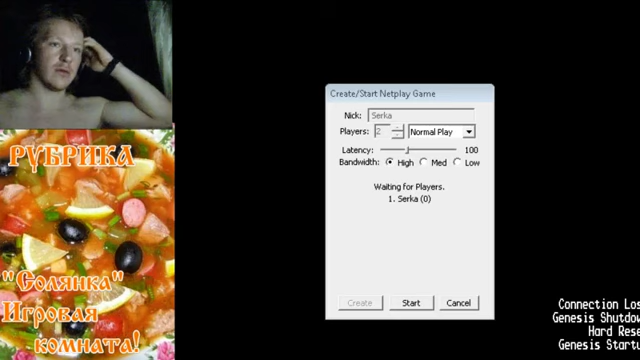 РУБРИКА
"Солянка"
Игровая
комната!
Create/Start Netplay Game
Nick: Serka
Players: 2 Normal Play
Latency: 100
Bandwidth: High Med Low
Waiting for Players.
1. Serka (0)
Create Start Cancel
Connection Los
Genesis Shutdow
Hard Rese
Genesis Startu